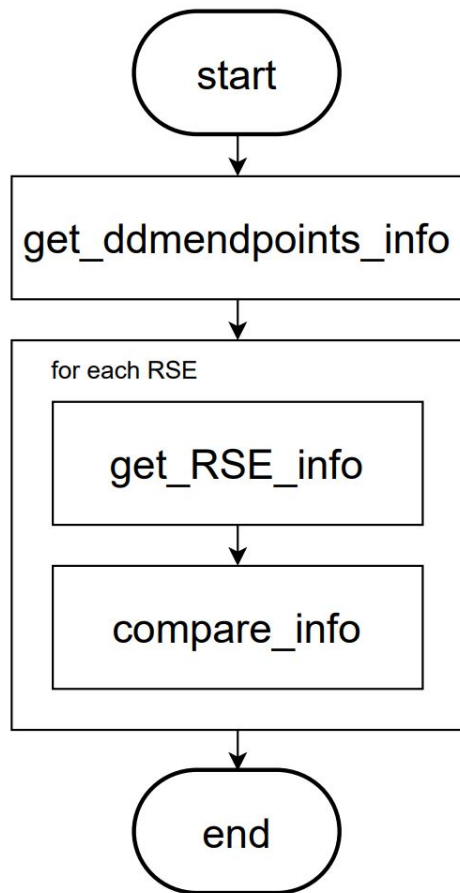 start
get_ddmendpoints_info
for each RSE
get_RSE_info
compare_info
end